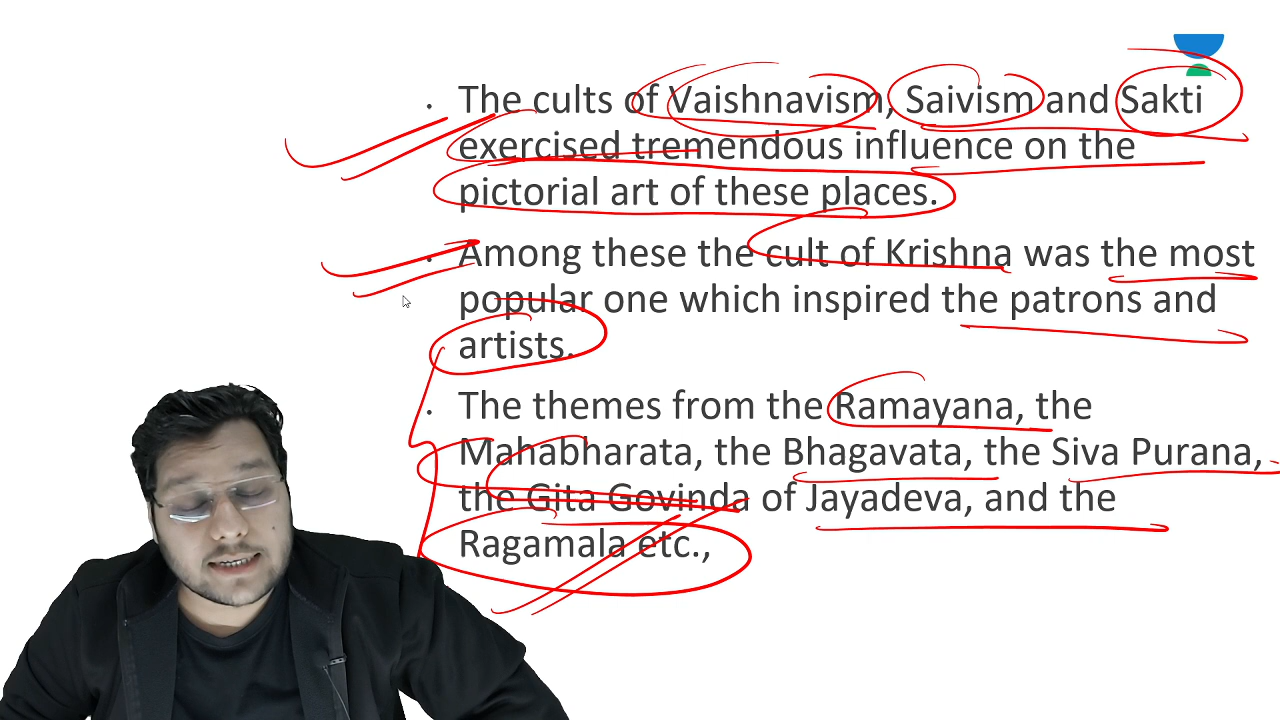 • The cults of Vaishnavism, Saivism and Sakti
exercised tremendous influence on the
pictorial art of these places.
• Among these the cult of Krishna was the most
popular one which inspired the patrons and
artists.
• The themes from the Ramayana, the
Mahabharata, the Bhagavata, the Siva Purana,
the Gita Govinda of Jayadeva, and the
Ragamala etc.,